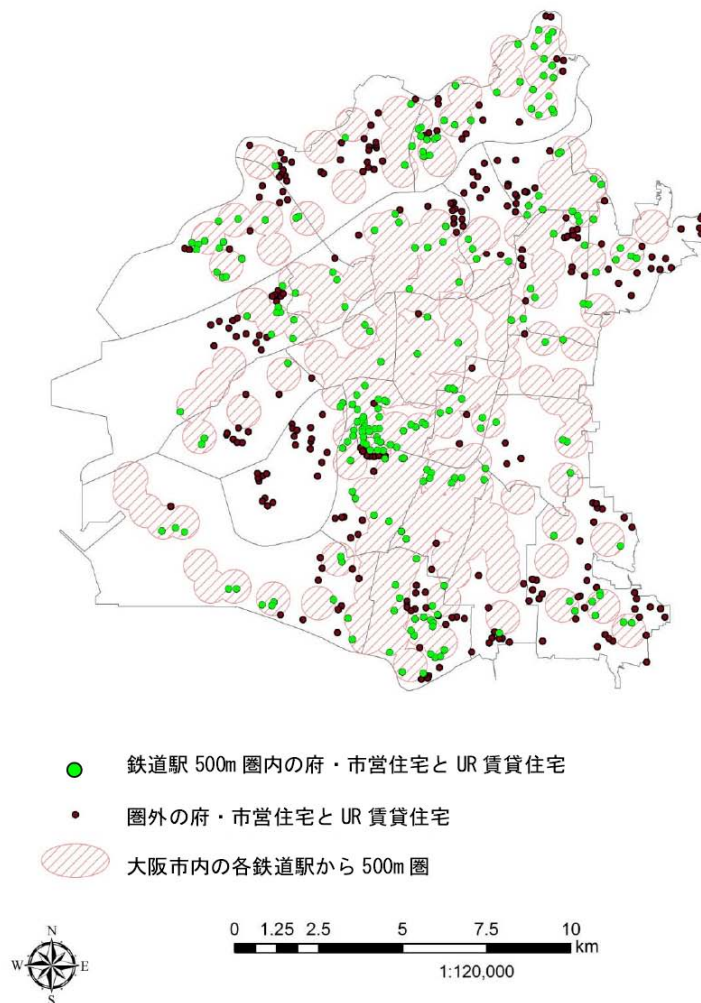 鉄道駅 500m 圏内の府・市営住宅と UR 賃貸住宅
圏外の府・市営住宅と UR 賃貸住宅
大阪市内の各鉄道駅から 500m 圏
N
W E
S
0 1.25 2.5 5 7.5 10
km
1:120,000